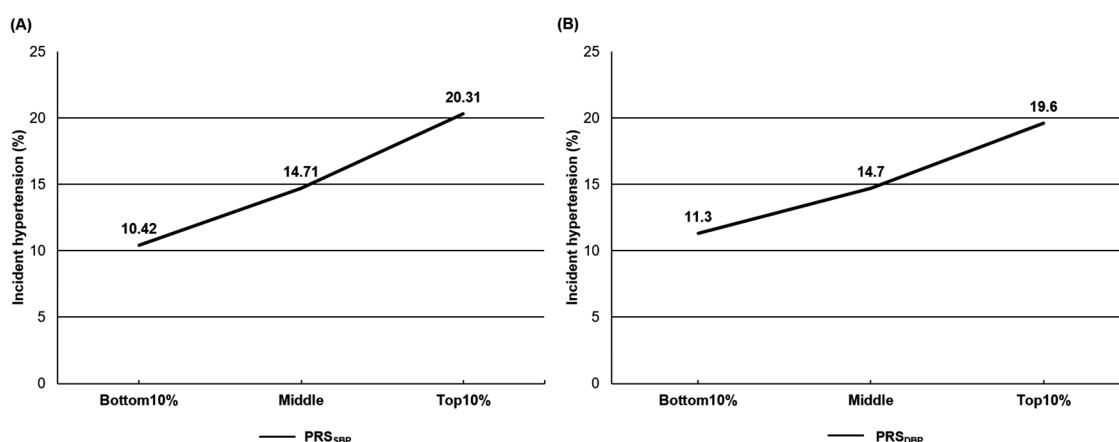 (A)
Incident hypertension (%)
25
20
15
10
5
0
10.42
14.71
20.31
Bottom10%
Middle
Top10%
PRSSBP
(B)
Incident hypertension (%)
25
20
15
10
5
0
11.3
14.7
19.6
Bottom10%
Middle
Top10%
PRSDBP